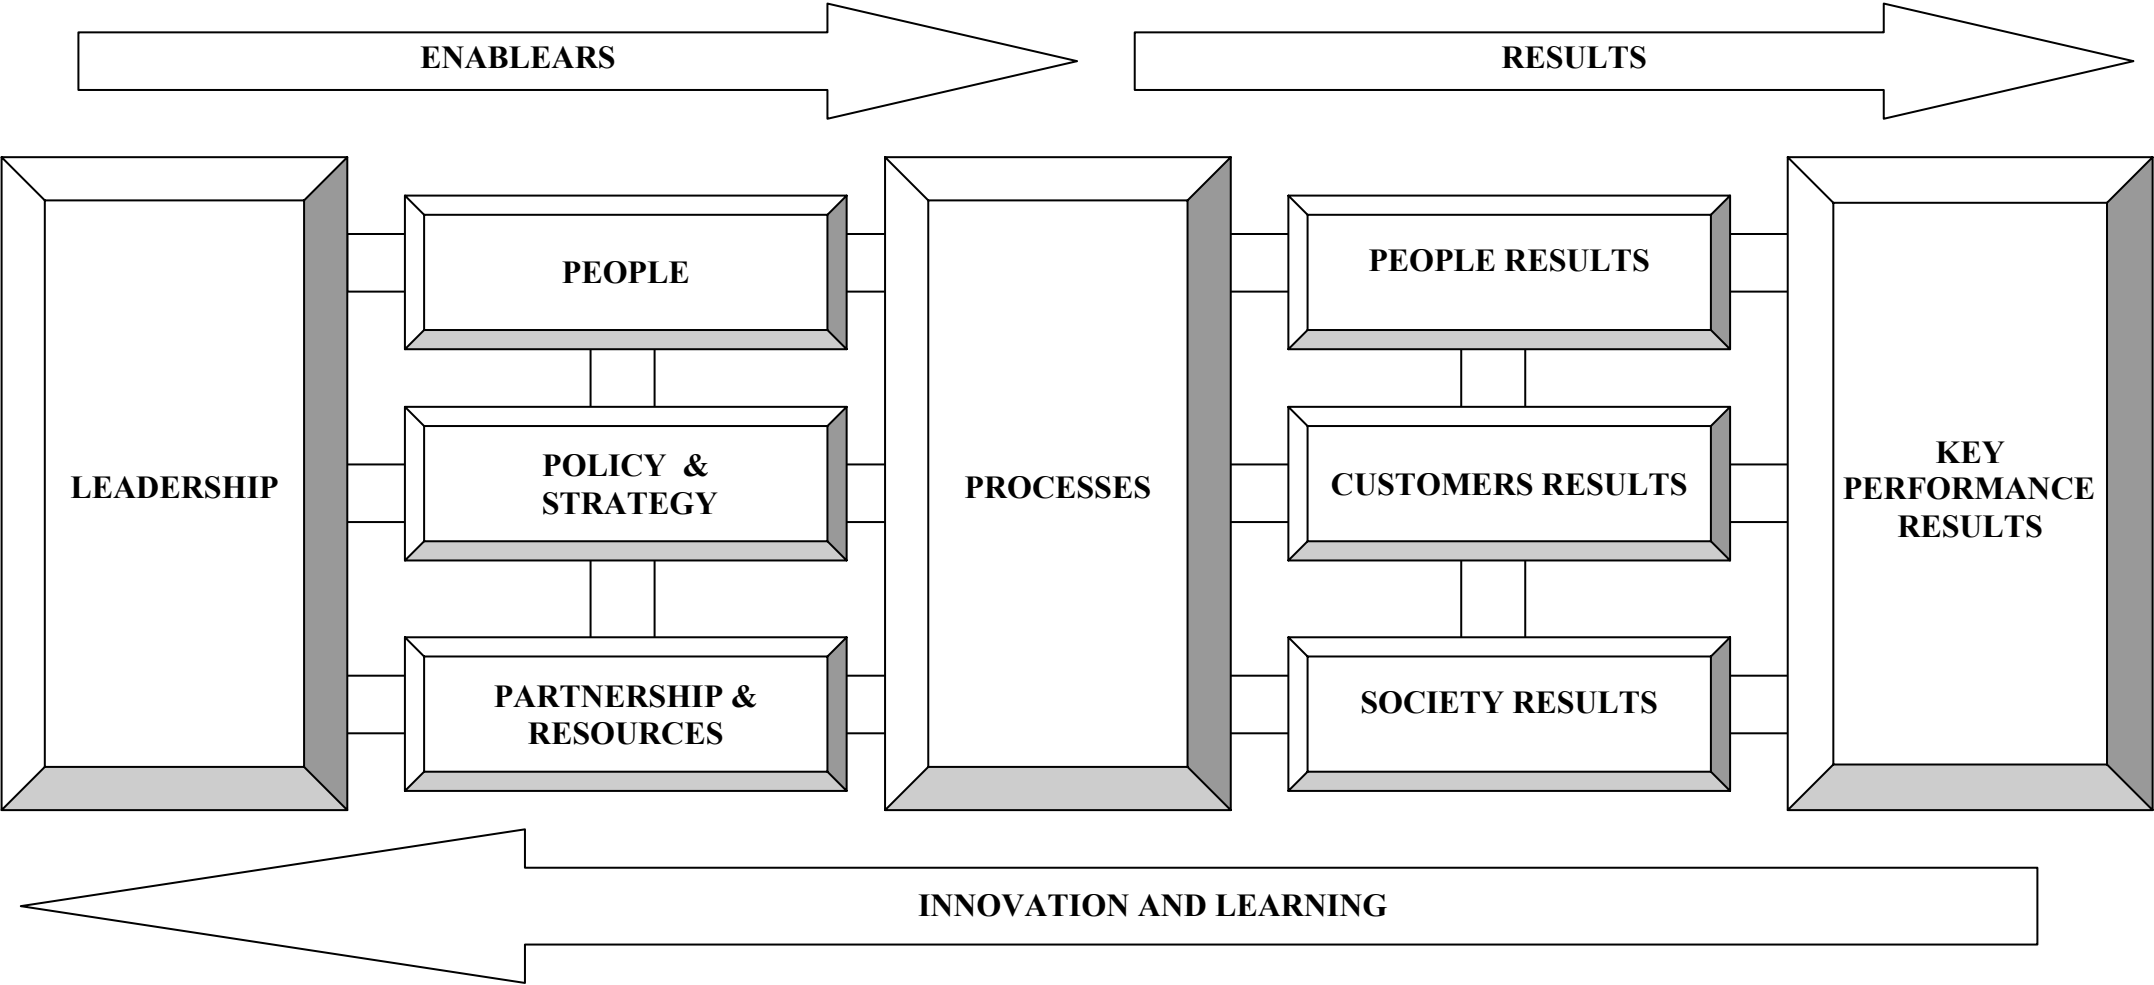 ENABLEARS
RESULTS
LEADERSHIP
PEOPLE
POLICY &
STRATEGY
PARTNERSHIP &
RESOURCES
PROCESSES
PEOPLE RESULTS
CUSTOMERS RESULTS
SOCIETY RESULTS
KEY
PERFORMANCE
RESULTS
INNOVATION AND LEARNING